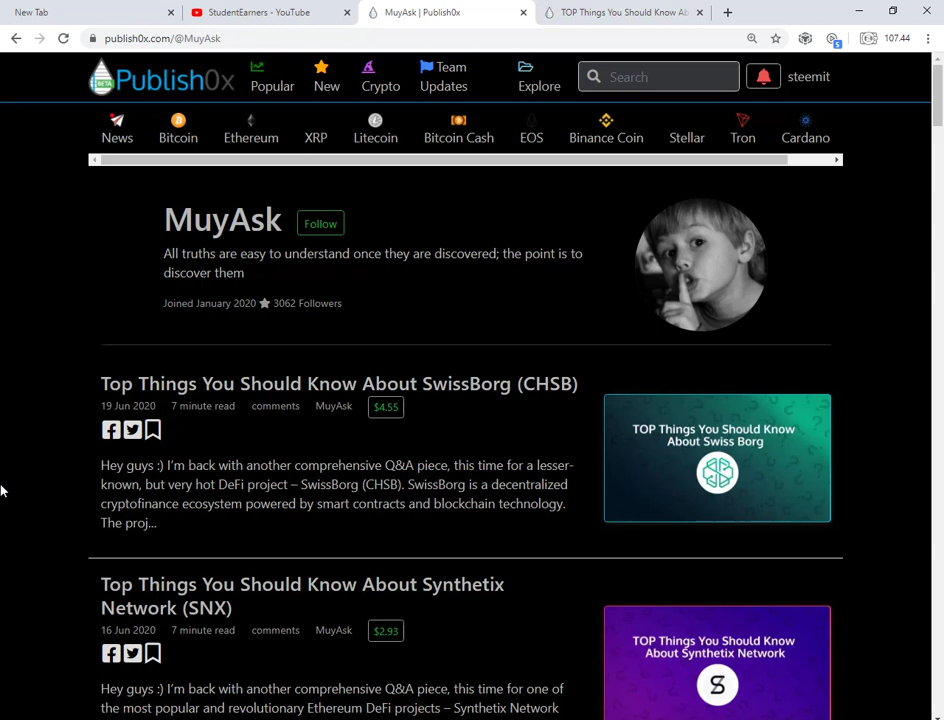 New Tab
StudentEarners - YouTube
MuyAsk | Publish0x
TOP Things You Should Know Ab
publish0x.com/@MuyAsk
5
107.44
BETA
Publish0x
Popular
New
Crypto
Team Updates
Explore
Search
steemit
News
Bitcoin
Ethereum
XRP
Litecoin
Bitcoin Cash
EOS
Binance Coin
Stellar
Tron
Cardano
MuyAsk Follow
All truths are easy to understand once they are discovered; the point is to
discover them
Joined January 2020 3062 Followers
Top Things You Should Know About SwissBorg (CHSB)
19 Jun 2020 7 minute read comments MuyAsk $4.55
Hey guys :) I'm back with another comprehensive Q&A piece, this time for a lesser-
known, but very hot DeFi project – SwissBorg (CHSB). SwissBorg is a decentralized
cryptofinance ecosystem powered by smart contracts and blockchain technology.
The proj...
TOP Things You Should Know
About Swiss Borg
Top Things You Should Know About Synthetix
Network (SNX)
16 Jun 2020 7 minute read comments MuyAsk $2.93
Hey guys :) I'm back with another comprehensive Q&A piece, this time for one of
the most popular and revolutionary Ethereum DeFi projects – Synthetix Network
TOP Things You Should Know
About Synthetix Network